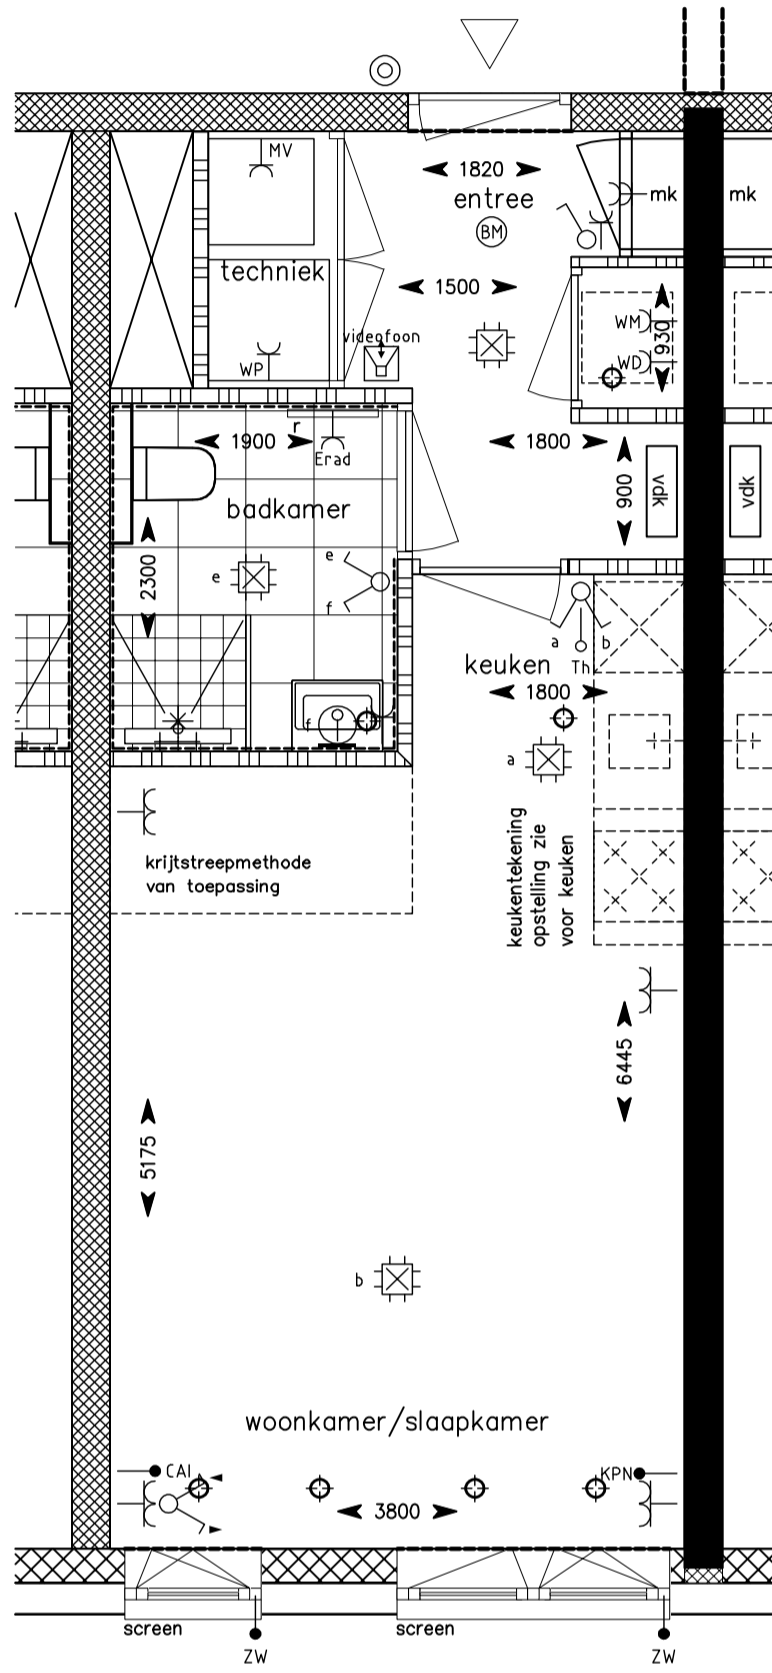 MV
1820
entree
BM
mk
mk
techniek
1500
videofoon
WM
930
WP
WD
r
1900
Erad
1800
900
vdk
vdk
badkamer
2300
e
e
f
a
b
keuken
Th
1800
f
a
krijtstreepmethode
van toepassing
keukentekening
opstelling zie
voor keuken
6445
5175
b
woonkamer/slaapkamer
CAI
KPN
3800
screen
screen
ZW
ZW